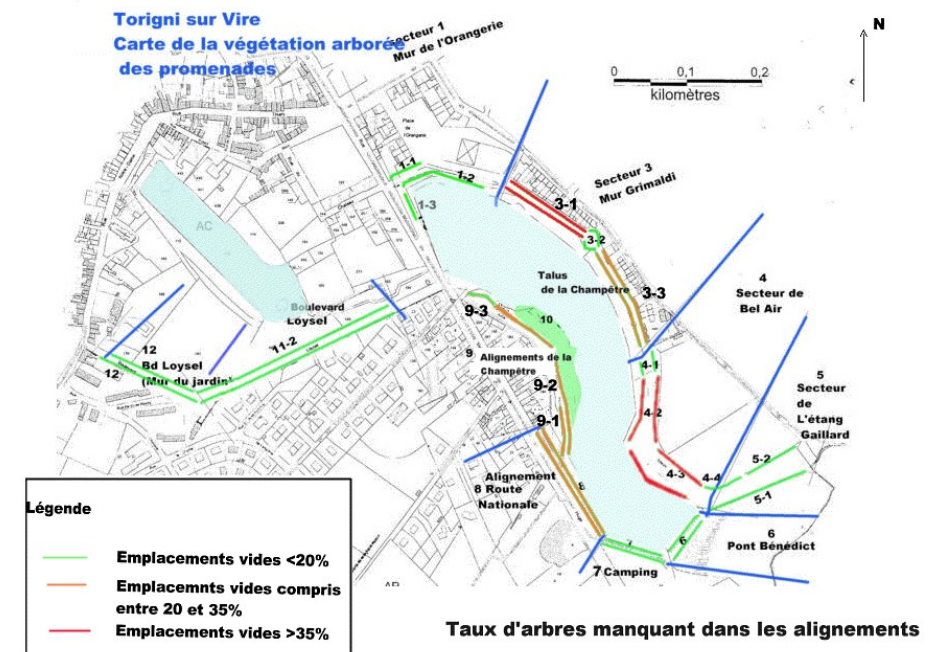 Torigni sur Vire
Carte de la végétation arborée
des promenades
Secteur 1
Mur de l'Orangerie
N
0 0,1 0,2
kilomètres
Place
de
l'Orangerie
1-1
1-2
1-3
Secteur 3
Mur Grimaldi
3-1
3-2
3-3
AC
Talus
de la Champêtre
4
Secteur de
Bel Air
Boulevard
Loysel
11-2
12
Bd Loysel
(Mur du jardin)
12
9-3
10
9
Alignements de la
Champêtre
9-2
9-1
4-1
4-2
4-3
4-4
5
Secteur
de
L'étang
Gaillard
5-2
5-1
Alignement
8 Route
Nationale
8
6
Pont Bénédict
6
7
7 Camping
Légende
Emplacements vides <20%
Emplacemnts vides compris
entre 20 et 35%
Emplacements vides >35%
Taux d'arbres manquant dans les alignements